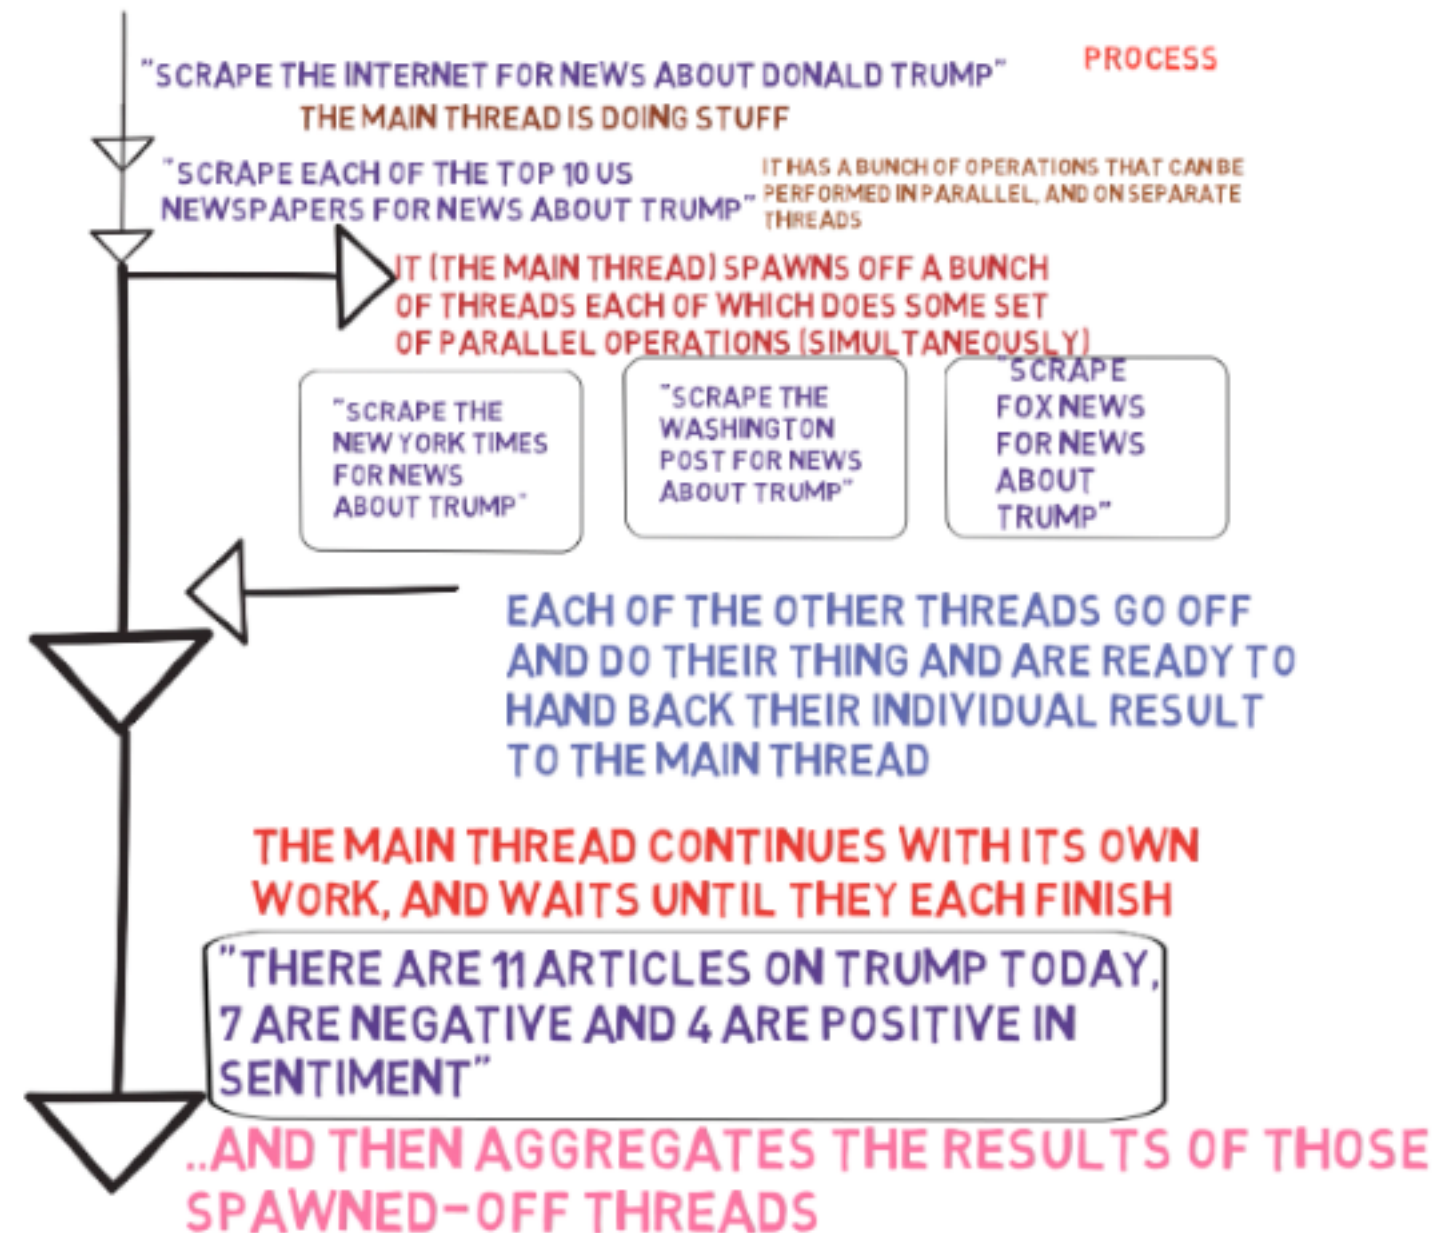 "SCRAPE THE INTERNET FOR NEWS ABOUT DONALD TRUMP"
PROCESS
THE MAIN THREAD IS DOING STUFF
"SCRAPE EACH OF THE TOP 10 US
NEWSPAPERS FOR NEWS ABOUT TRUMP"
IT HAS A BUNCH OF OPERATIONS THAT CAN BE
PERFORMED IN PARALLEL, AND ON SEPARATE
THREADS
IT (THE MAIN THREAD) SPAWNS OFF A BUNCH
OF THREADS EACH OF WHICH DOES SOME SET
OF PARALLEL OPERATIONS (SIMULTANEOUSLY)
"SCRAPE THE
NEW YORK TIMES
FOR NEWS
ABOUT TRUMP"
"SCRAPE THE
WASHINGTON
POST FOR NEWS
ABOUT TRUMP"
"SCRAPE
FOX NEWS
FOR NEWS
ABOUT
TRUMP"
EACH OF THE OTHER THREADS GO OFF
AND DO THEIR THING AND ARE READY TO
HAND BACK THEIR INDIVIDUAL RESULT
TO THE MAIN THREAD
THE MAIN THREAD CONTINUES WITH ITS OWN
WORK, AND WAITS UNTIL THEY EACH FINISH
"THERE ARE 11 ARTICLES ON TRUMP TODAY,
7 ARE NEGATIVE AND 4 ARE POSITIVE IN
SENTIMENT"
..AND THEN AGGREGATES THE RESULTS OF THOSE
SPAWNED-OFF THREADS